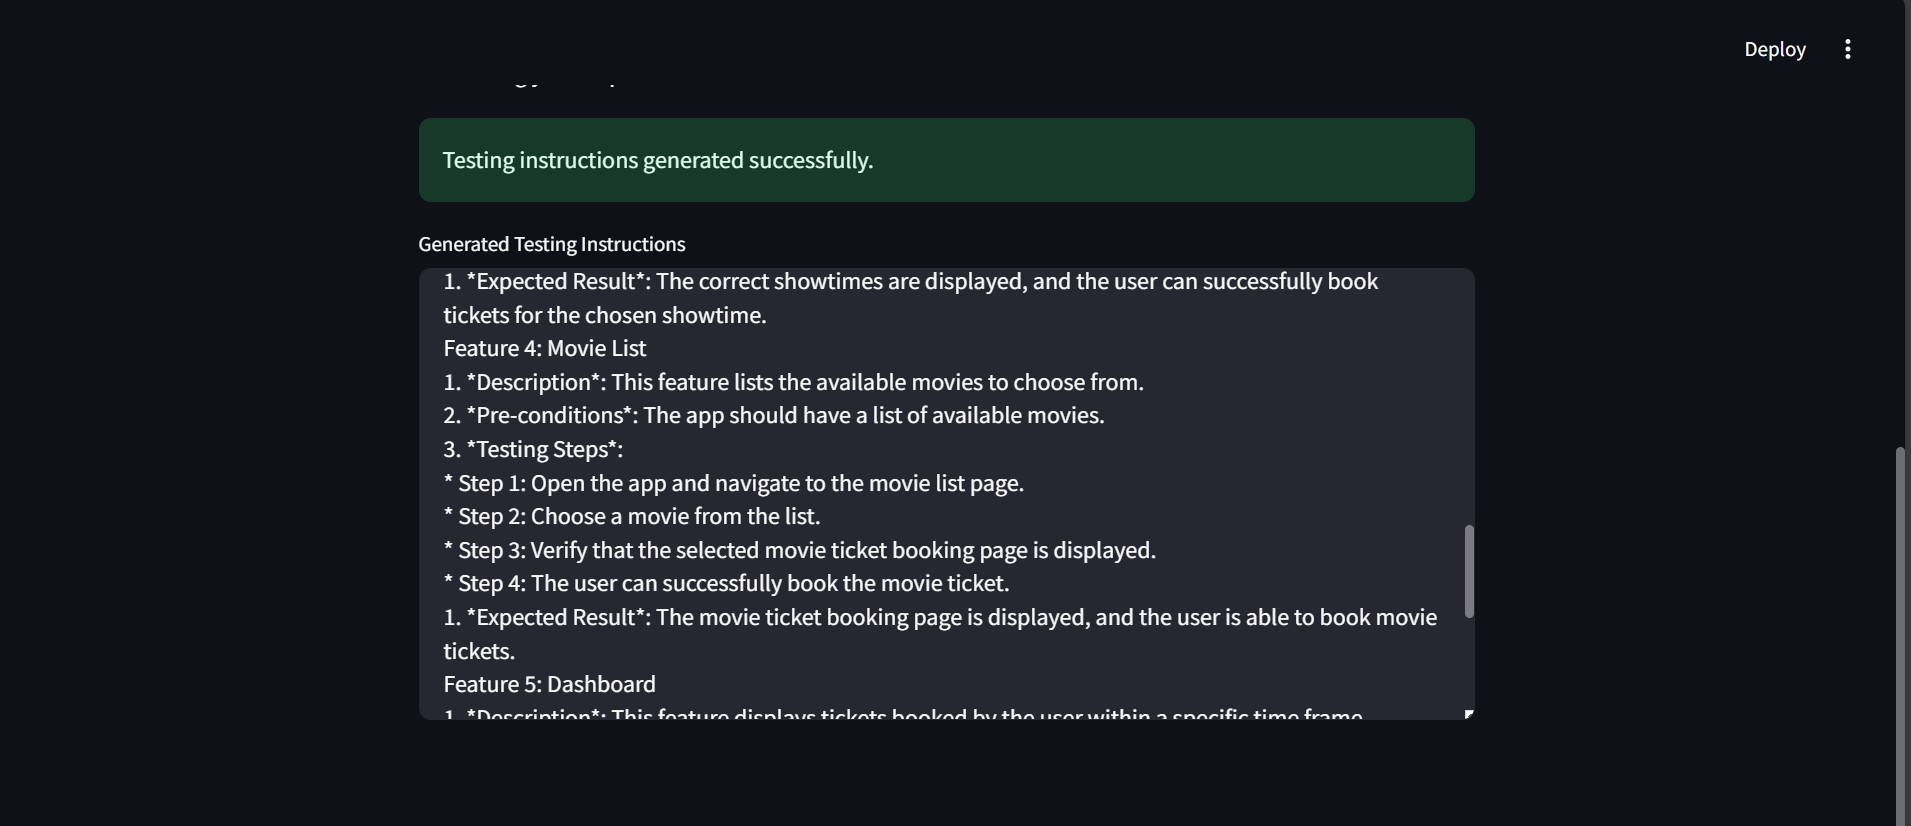 Deploy
Testing instructions generated successfully.
Generated Testing Instructions
1. *Expected Result*: The correct showtimes are displayed, and the user can successfully book
tickets for the chosen showtime.
Feature 4: Movie List
1. *Description*: This feature lists the available movies to choose from.
2. *Pre-conditions*: The app should have a list of available movies.
3. *Testing Steps*:
* Step 1: Open the app and navigate to the movie list page.
* Step 2: Choose a movie from the list.
* Step 3: Verify that the selected movie ticket booking page is displayed.
* Step 4: The user can successfully book the movie ticket.
1. *Expected Result*: The movie ticket booking page is displayed, and the user is able to book movie
tickets.
Feature 5: Dashboard
1. *Description*: This feature displays tickets booked by the user within a specific time frame.